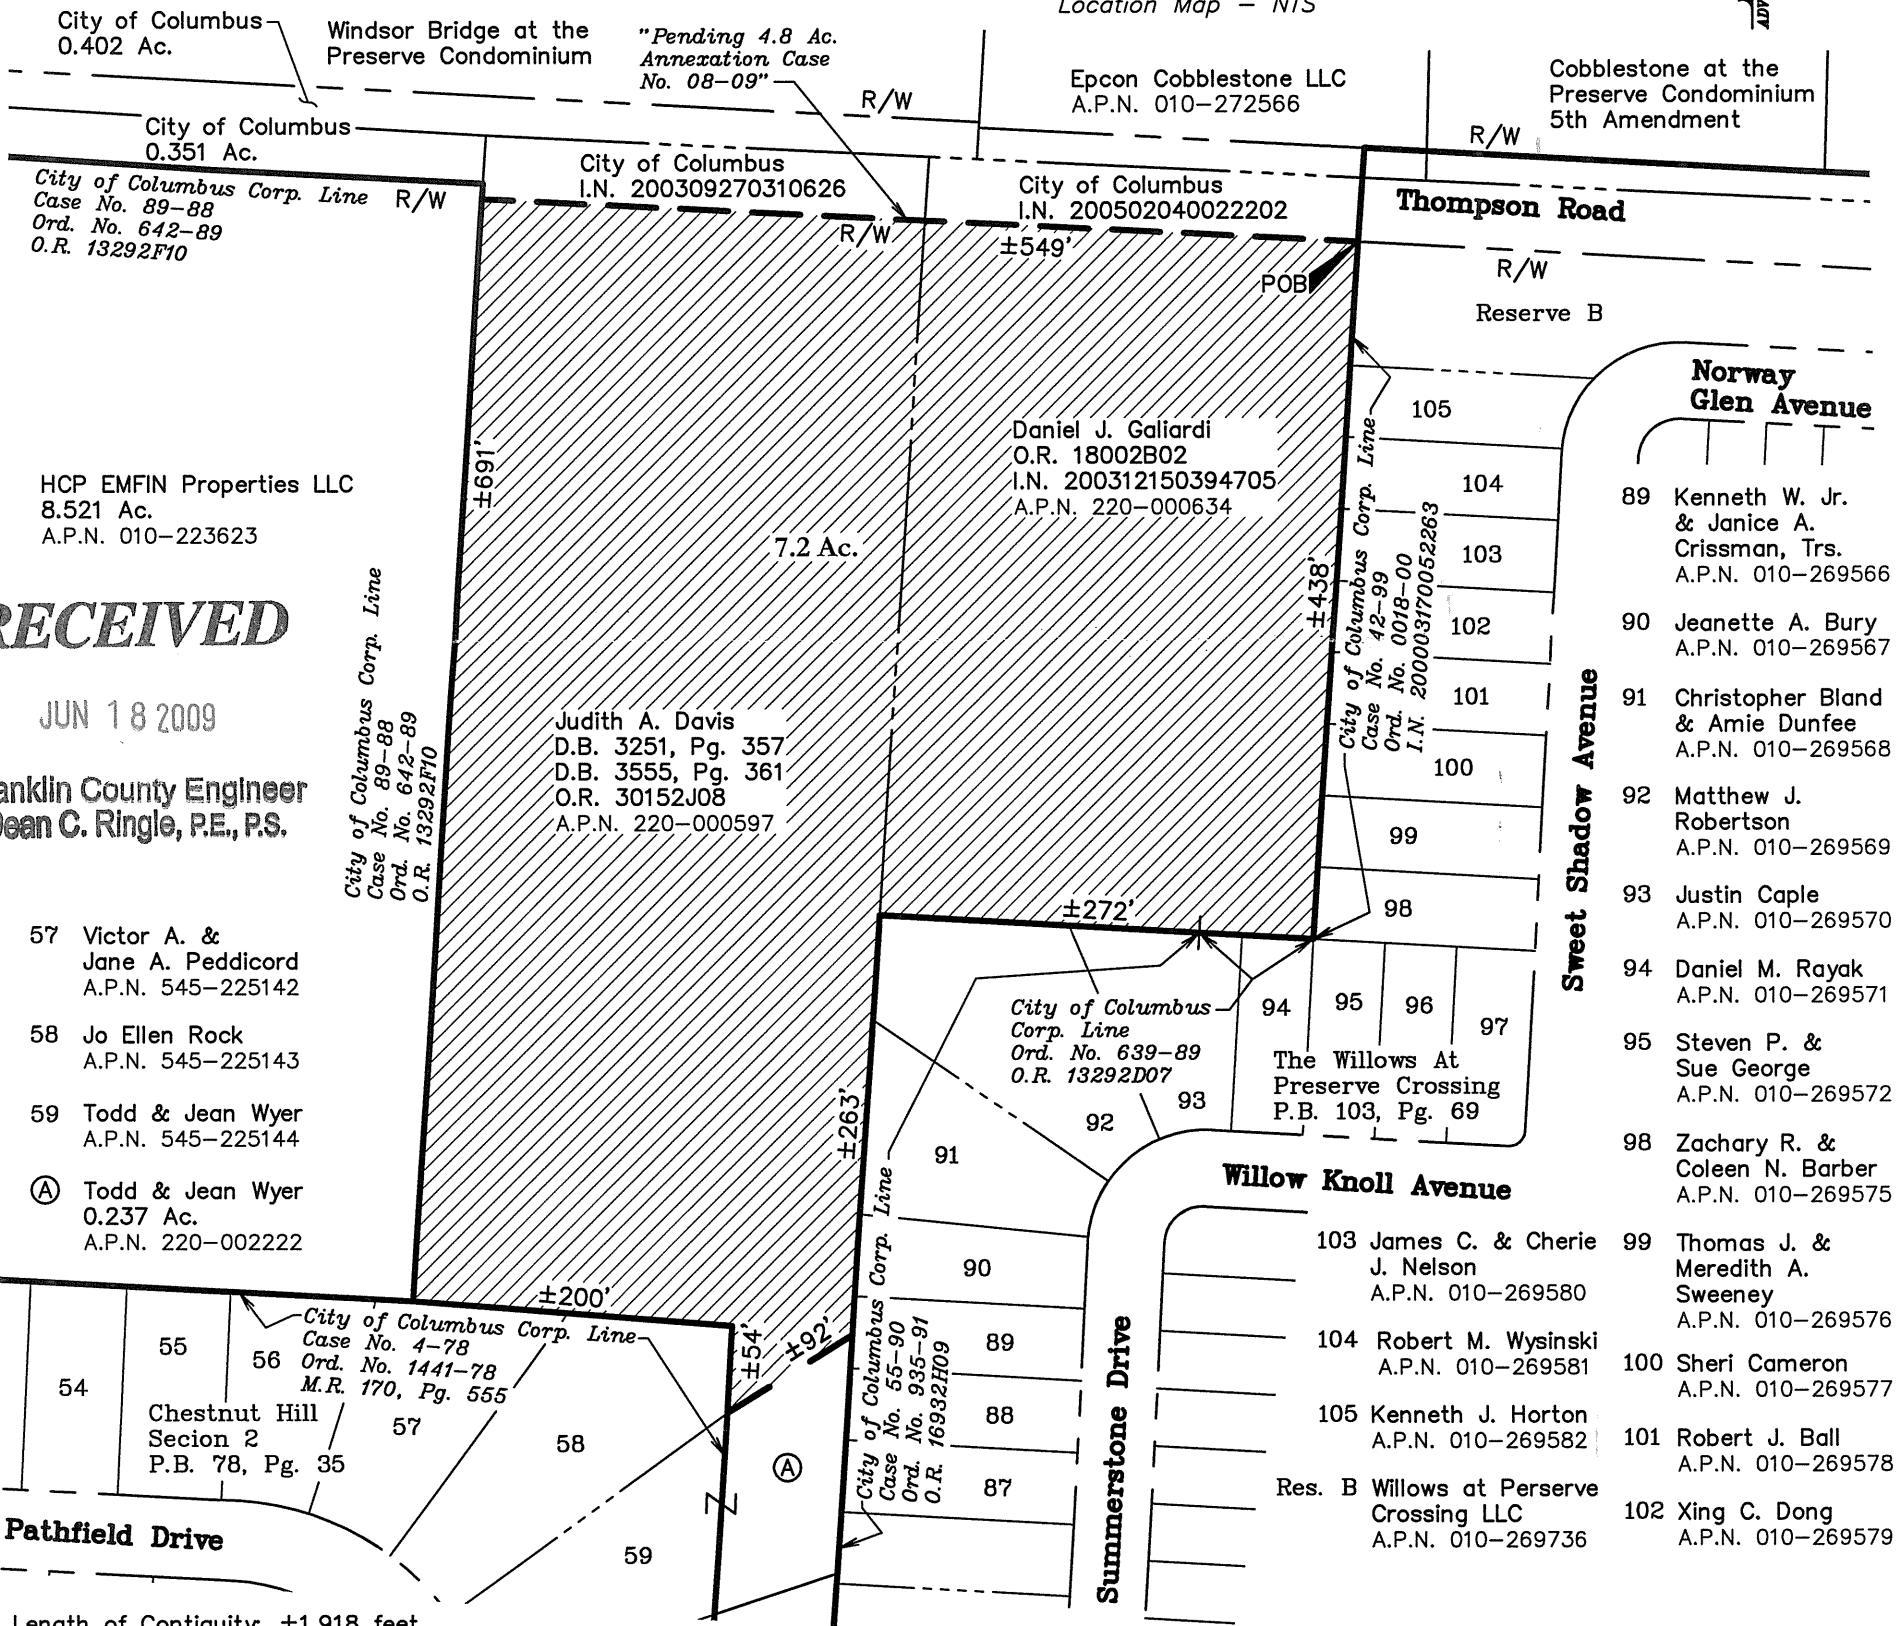 Location Map – NTS
City of Columbus
0.402 Ac.
Windsor Bridge at the
Preserve Condominium
"Pending 4.8 Ac.
Annexation Case
No. 08–09"
R/W
Epcon Cobblestone LLC
A.P.N. 010–272566
Cobblestone at the
Preserve Condominium
5th Amendment
R/W
City of Columbus
0.351 Ac.
City of Columbus Corp. Line
Case No. 89–88
Ord. No. 642–89
O.R. 13292F10
R/W
City of Columbus
I.N. 200309270310626
R/W
City of Columbus
I.N. 200502040022202
±549'
Thompson Road
R/W
POB
Reserve B
Norway
Glen Avenue
±691'
Daniel J. Galiardi
O.R. 18002B02
I.N. 200312150394705
A.P.N. 220–000634
7.2 Ac.
±438'
HCP EMFIN Properties LLC
8.521 Ac.
A.P.N. 010–223623
RECEIVED
JUN 18 2009
anklin County Engineer
Dean C. Ringle, P.E., P.S.
City of Columbus Corp. Line
Case No. 89–88
Ord. No. 642–89
O.R. 13292F10
Judith A. Davis
D.B. 3251, Pg. 357
D.B. 3555, Pg. 361
O.R. 30152J08
A.P.N. 220–000597
City of Columbus Corp. Line
Case No. 42–99
Ord. No. 0018–00
I.N. 200003170052263
105
104
103
102
101
100
99
98
Sweet Shadow Avenue
±272'
94
95
96
97
City of Columbus
Corp. Line
Ord. No. 639–89
O.R. 13292D07
The Willows At
Preserve Crossing
P.B. 103, Pg. 69
93
92
91
90
89
88
87
±263'
Willow Knoll Avenue
Summerstone Drive
City of Columbus Corp. Line
Case No. 55–90
Ord. No. 935–91
O.R. 16932H09
±200'
±54'
±92'
City of Columbus Corp. Line
Case No. 4–78
Ord. No. 1441–78
M.R. 170, Pg. 555
54
55
56
57
58
59
A
Chestnut Hill
Secion 2
P.B. 78, Pg. 35
Pathfield Drive
57 Victor A. &
Jane A. Peddicord
A.P.N. 545–225142
58 Jo Ellen Rock
A.P.N. 545–225143
59 Todd & Jean Wyer
A.P.N. 545–225144
A Todd & Jean Wyer
0.237 Ac.
A.P.N. 220–002222
89 Kenneth W. Jr.
& Janice A.
Crissman, Trs.
A.P.N. 010–269566
90 Jeanette A. Bury
A.P.N. 010–269567
91 Christopher Bland
& Amie Dunfee
A.P.N. 010–269568
92 Matthew J.
Robertson
A.P.N. 010–269569
93 Justin Caple
A.P.N. 010–269570
94 Daniel M. Rayak
A.P.N. 010–269571
95 Steven P. &
Sue George
A.P.N. 010–269572
98 Zachary R. &
Coleen N. Barber
A.P.N. 010–269575
99 Thomas J. &
Meredith A.
Sweeney
A.P.N. 010–269576
100 Sheri Cameron
A.P.N. 010–269577
101 Robert J. Ball
A.P.N. 010–269578
102 Xing C. Dong
A.P.N. 010–269579
103 James C. & Cherie
J. Nelson
A.P.N. 010–269580
104 Robert M. Wysinski
A.P.N. 010–269581
105 Kenneth J. Horton
A.P.N. 010–269582
Res. B Willows at Perserve
Crossing LLC
A.P.N. 010–269736
Length of Contiguity: ±1,918 feet